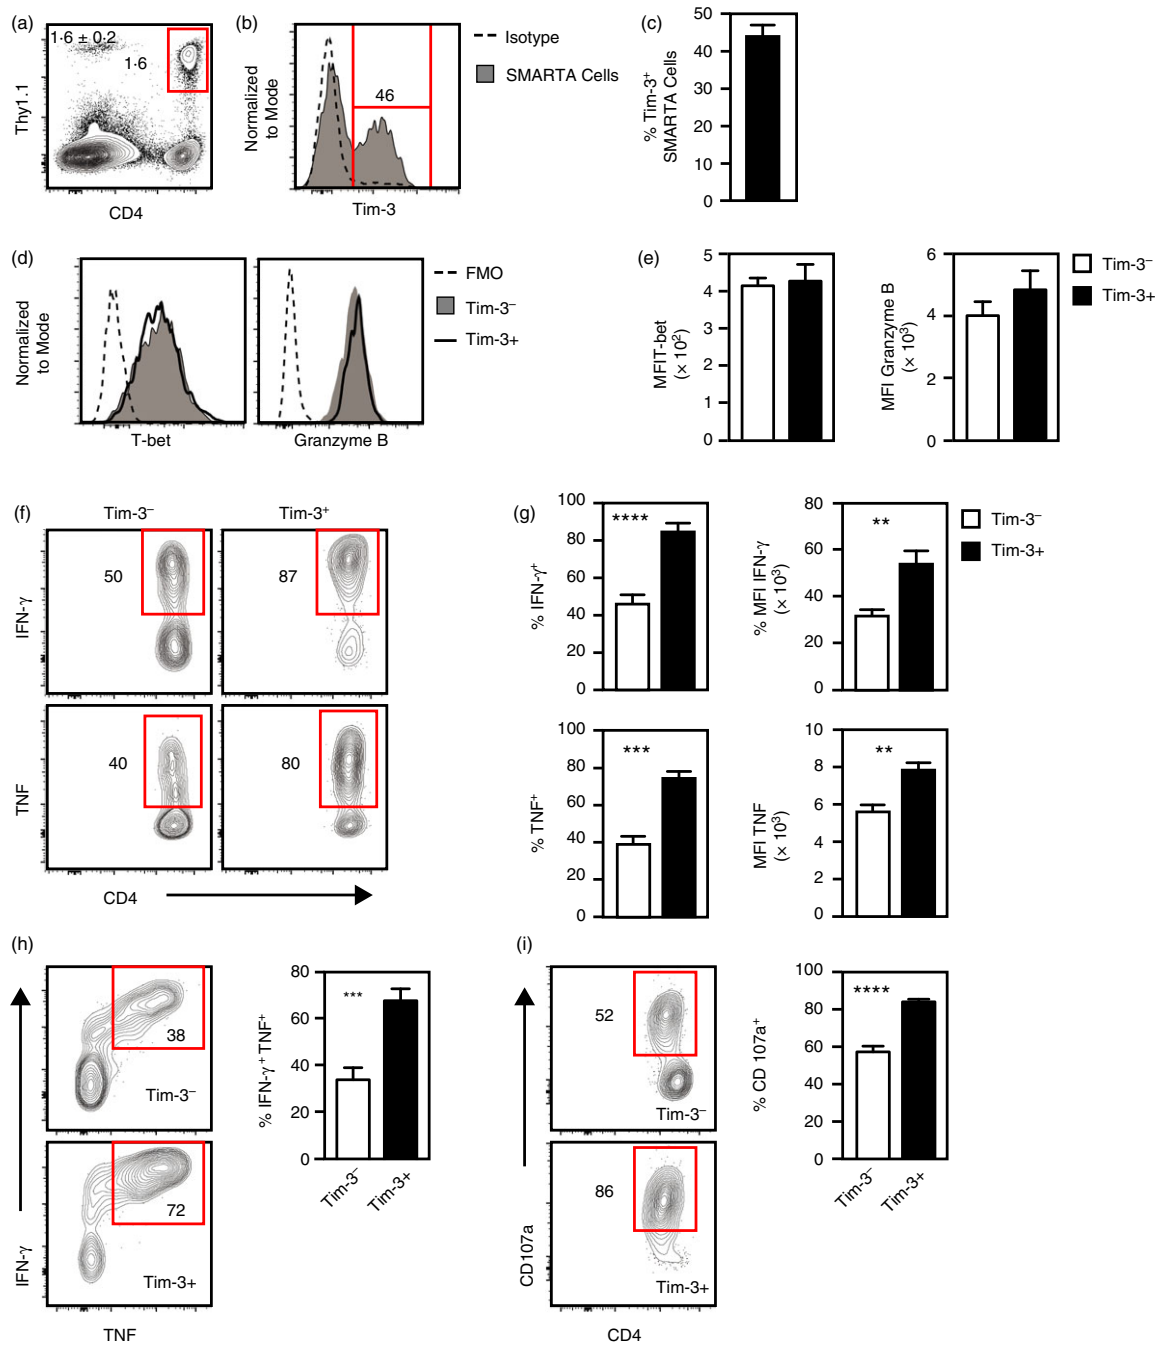 (a)
1·6 ± 0.2
1.6
Thy1.1
CD4
(b)
Normalized
to Mode
46
Tim-3
Isotype
SMARTA Cells
(c)
% Tim-3+
SMARTA Cells
50
40
30
20
10
0
(d)
Normalized
to Mode
T-bet
Granzyme B
FMO
Tim-3–
Tim-3+
(e)
MFIT-bet
(× 10²)
5
4
3
2
1
0
MFI Granzyme B
(× 10³)
6
4
2
0
Tim-3–
Tim-3+
(f)
Tim-3–
Tim-3+
IFN-γ
50
87
TNF
40
80
CD4
(g)
% IFN-γ+
100
80
60
40
20
0
****
% MFI IFN-γ
(× 10³)
80
60
40
20
0
**
Tim-3–
Tim-3+
% TNF+
100
80
60
40
20
0
***
MFI TNF
(× 10³)
10
8
6
4
2
0
**
(h)
38
Tim-3–
72
Tim-3+
IFN-γ
TNF
% IFN-γ+ TNF+
80
60
40
20
0
***
Tim-3–
Tim-3+
(i)
52
Tim-3–
86
Tim-3+
CD107a
CD4
% CD 107a+
100
80
60
40
20
0
****
Tim-3–
Tim-3+